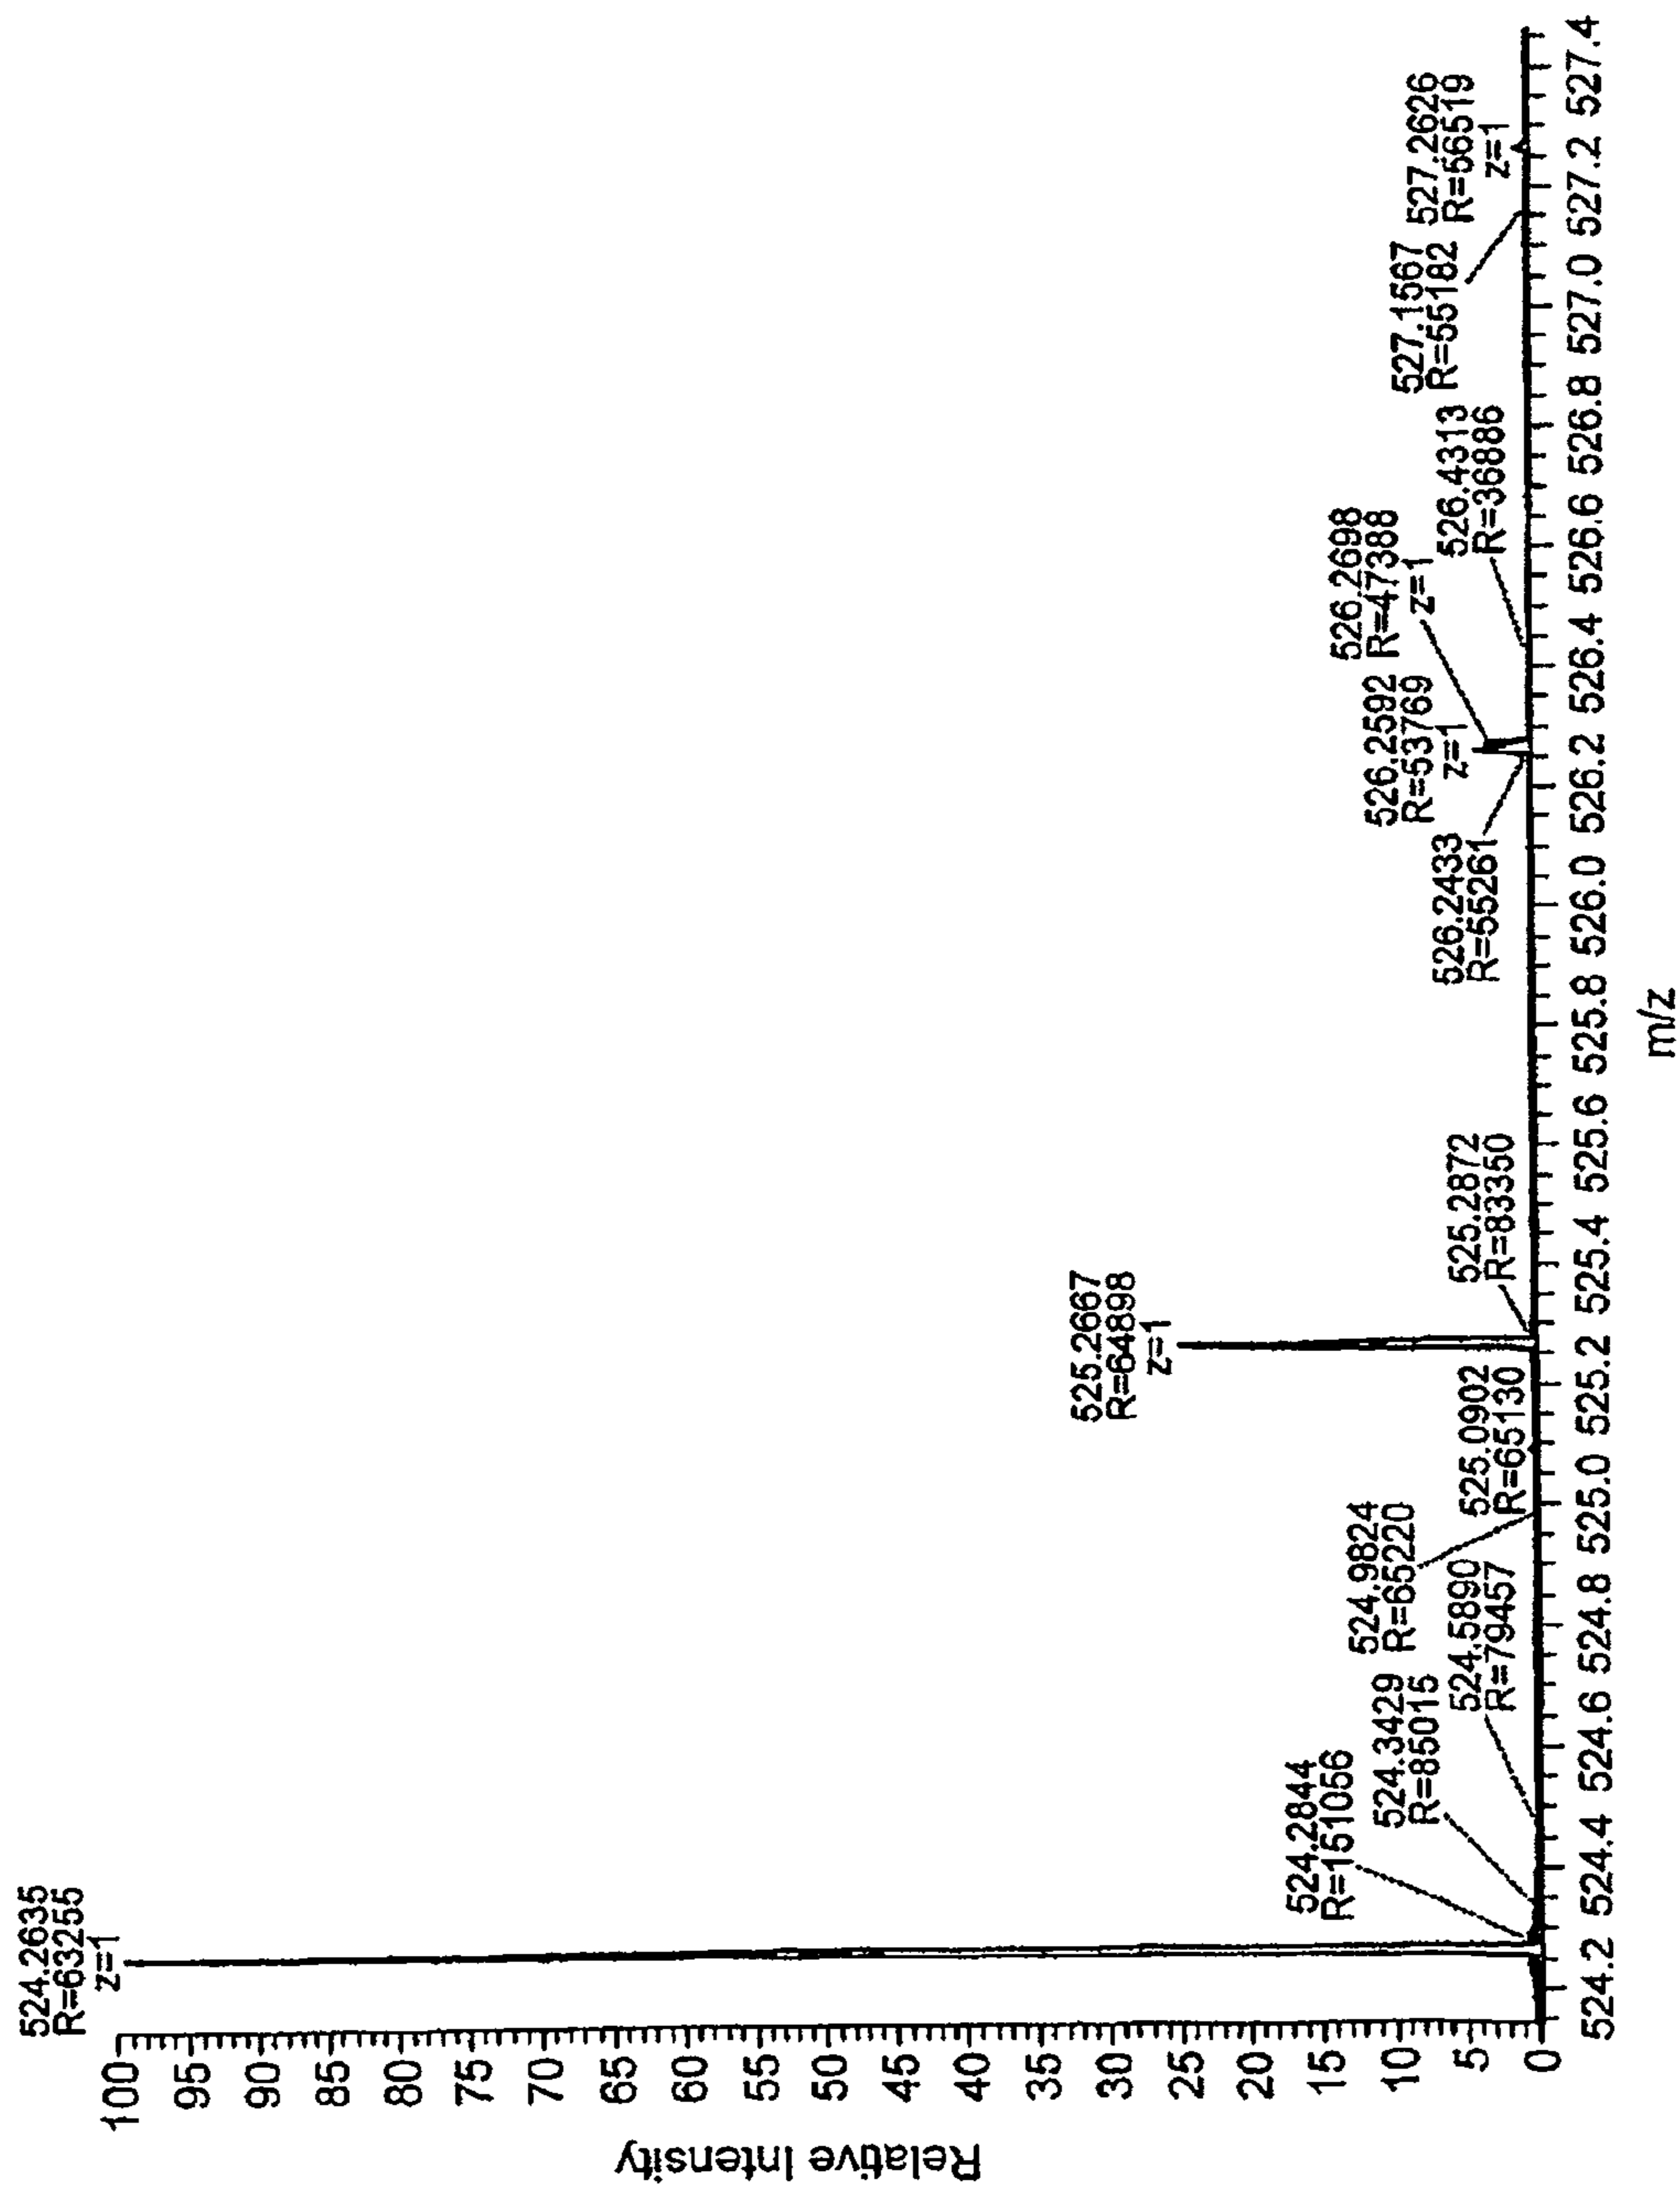 524.2635
R=63255
z=1
525.2667
R=64898
z=1
524.2844
R=151056
524.3429
R=85015
524.5890
R=79457
524.9824
R=65220
525.0902
R=65130
525.2872
R=83350
526.2433
R=55261
526.2592
R=53769
z=1
526.2698
R=47388
z=1
526.4313
R=36886
527.1567
R=55182
527.2626
R=56519
z=1
Relative Intensity
100
95
90
85
80
75
70
65
60
55
50
45
40
35
30
25
20
15
10
5
0
524.2 524.4 524.6 524.8 525.0 525.2 525.4 525.6 525.8 526.0 526.2 526.4 526.6 526.8 527.0 527.2 527.4
m/z